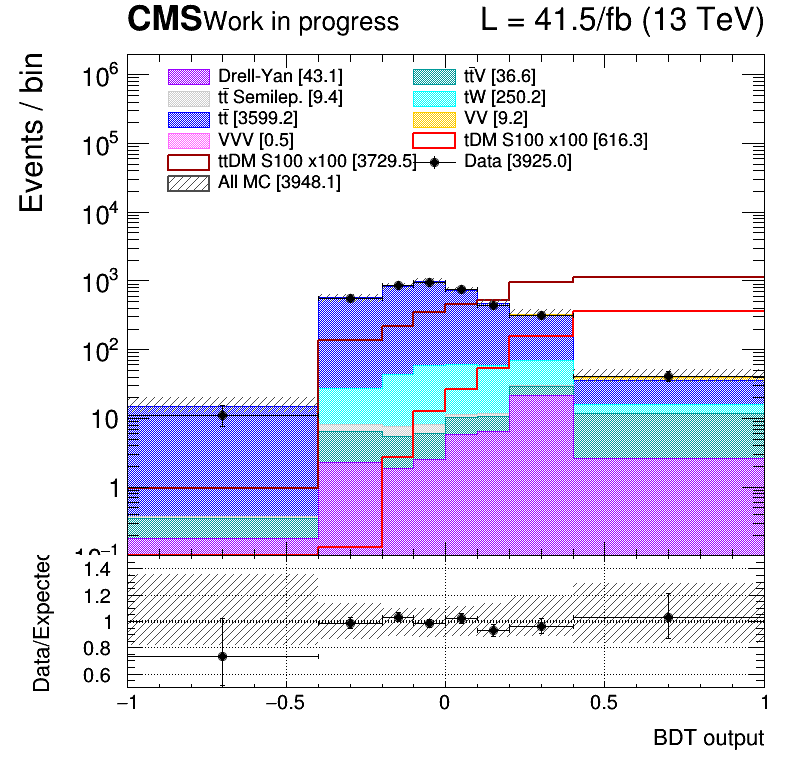 CMS Work in progress L = 41.5/fb (13 TeV)
Events / bin
10⁶
10⁵
10⁴
10³
10²
10
1
10⁻¹
Drell-Yan [43.1] tt̄V [36.6]
tt̄ Semilep. [9.4] tW [250.2]
tt̄ [3599.2] VV [9.2]
VVV [0.5] tDM S100 x100 [616.3]
ttDM S100 x100 [3729.5] Data [3925.0]
All MC [3948.1]
Data/Expected
1.4
1.2
1
0.8
0.6
−1 −0.5 0 0.5 1
BDT output